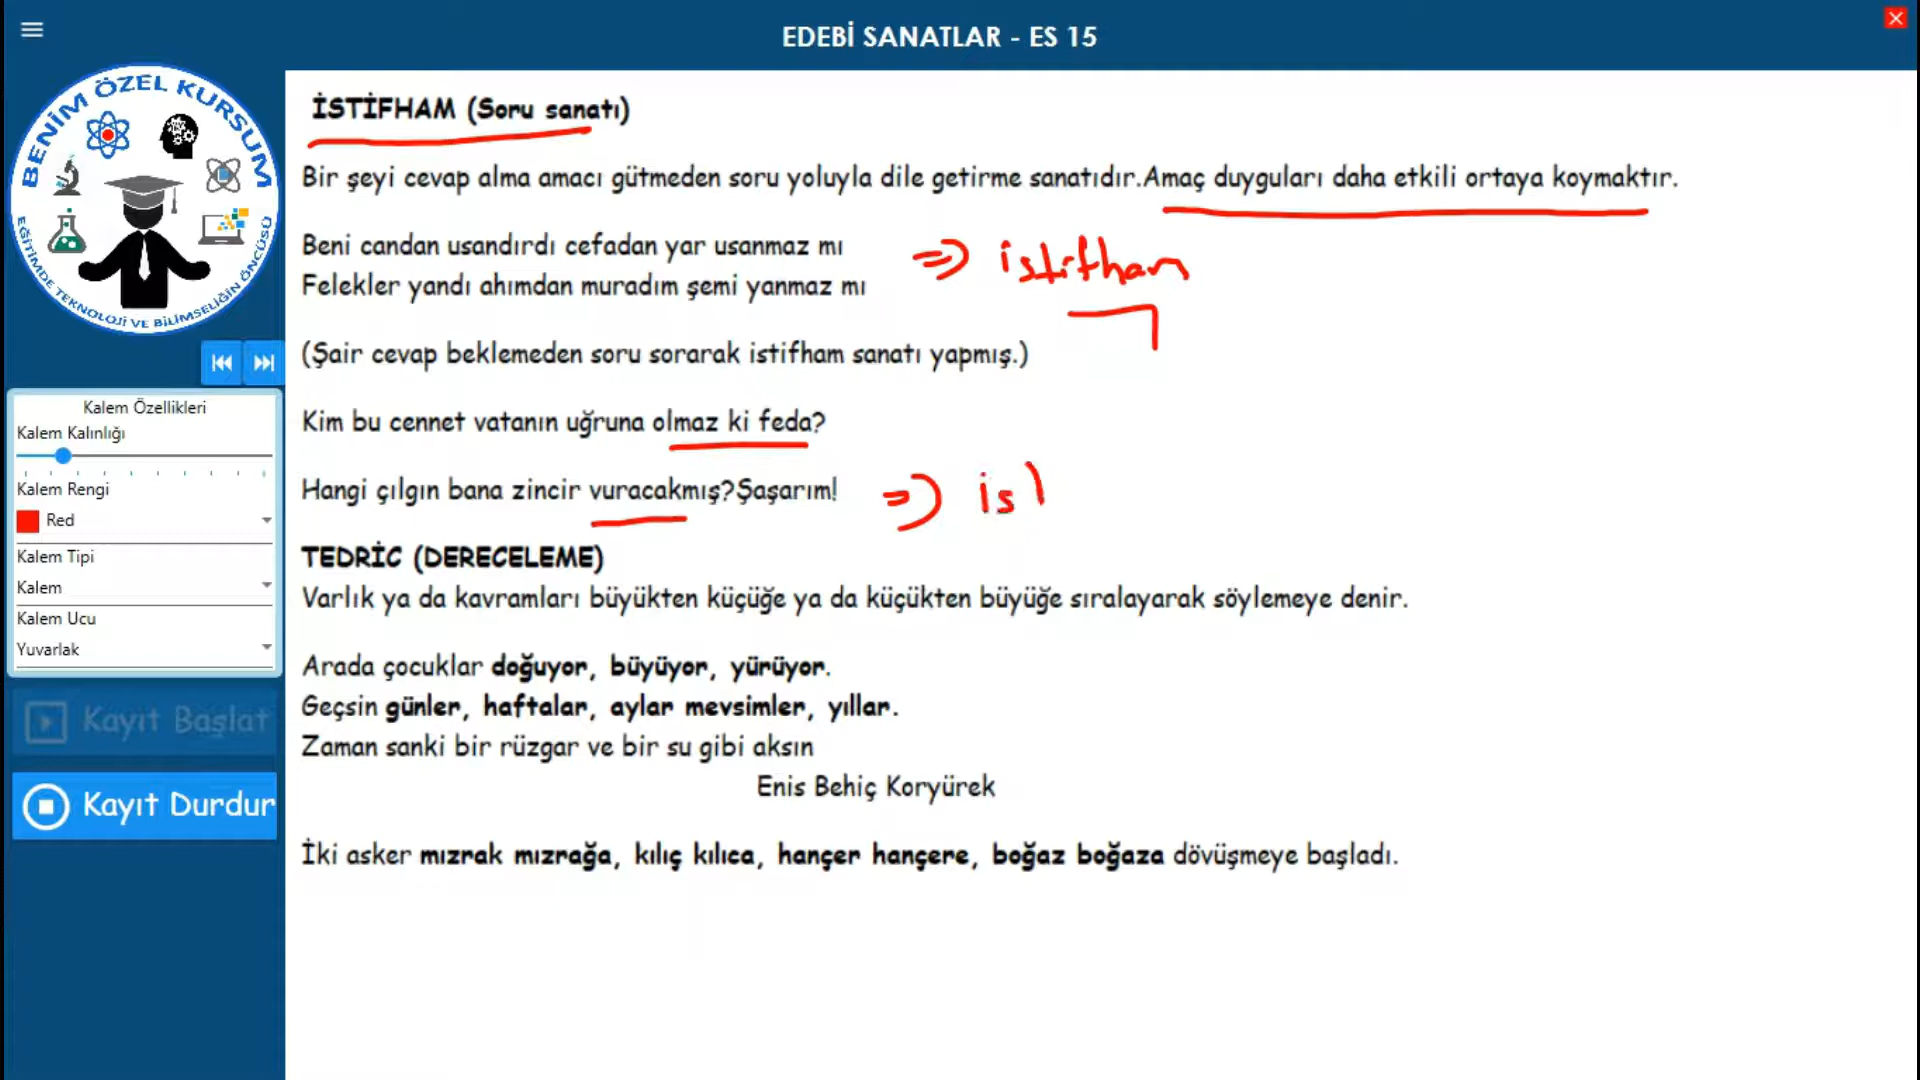 EDEBİ SANATLAR - ES 15
BENİM ÖZEL KURSUM
EĞİTİMDE TEKNOLOJİ VE BİLİMSELİĞİN ÖNCÜSÜ
Kalem Özellikleri
Kalem Kalınlığı
Kalem Rengi
Red
Kalem Tipi
Kalem
Kalem Ucu
Yuvarlak
Kayıt Başlat
Kayıt Durdur
İSTİFHAM (Soru sanatı)
Bir şeyi cevap alma amacı gütmeden soru yoluyla dile getirme sanatıdır.Amaç duyguları daha etkili ortaya koymaktır.
Beni candan usandırdı cefadan yar usanmaz mı
Felekler yandı ahımdan muradım şemi yanmaz mı
⇒ istifham
(Şair cevap beklemeden soru sorarak istifham sanatı yapmış.)
Kim bu cennet vatanın uğruna olmaz ki feda?
Hangi çılgın bana zincir vuracakmış?Şaşarım! ⇒ is
TEDRİC (DERECELEME)
Varlık ya da kavramları büyükten küçüğe ya da küçükten büyüğe sıralayarak söylemeye denir.
Arada çocuklar doğuyor, büyüyor, yürüyor.
Geçsin günler, haftalar, aylar mevsimler, yıllar.
Zaman sanki bir rüzgar ve bir su gibi aksın
Enis Behiç Koryürek
İki asker mızrak mızrağa, kılıç kılıca, hançer hançere, boğaz boğaza dövüşmeye başladı.